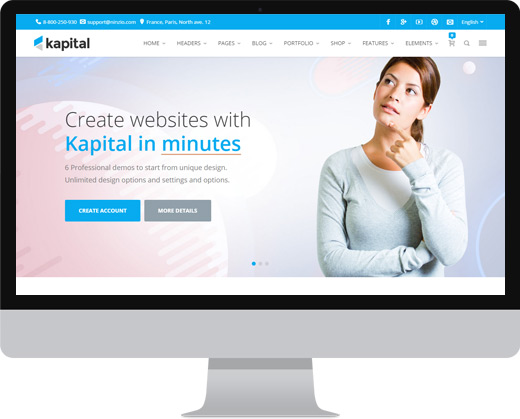 8-800-250-930 support@ninzio.com France, Paris, North ave. 12 English
kapital HOME HEADERS PAGES BLOG PORTFOLIO SHOP FEATURES ELEMENTS 0
Create websites with
Kapital in minutes
6 Professional demos to start from unique design.
Unlimited design options and settings and options.
CREATE ACCOUNT MORE DETAILS